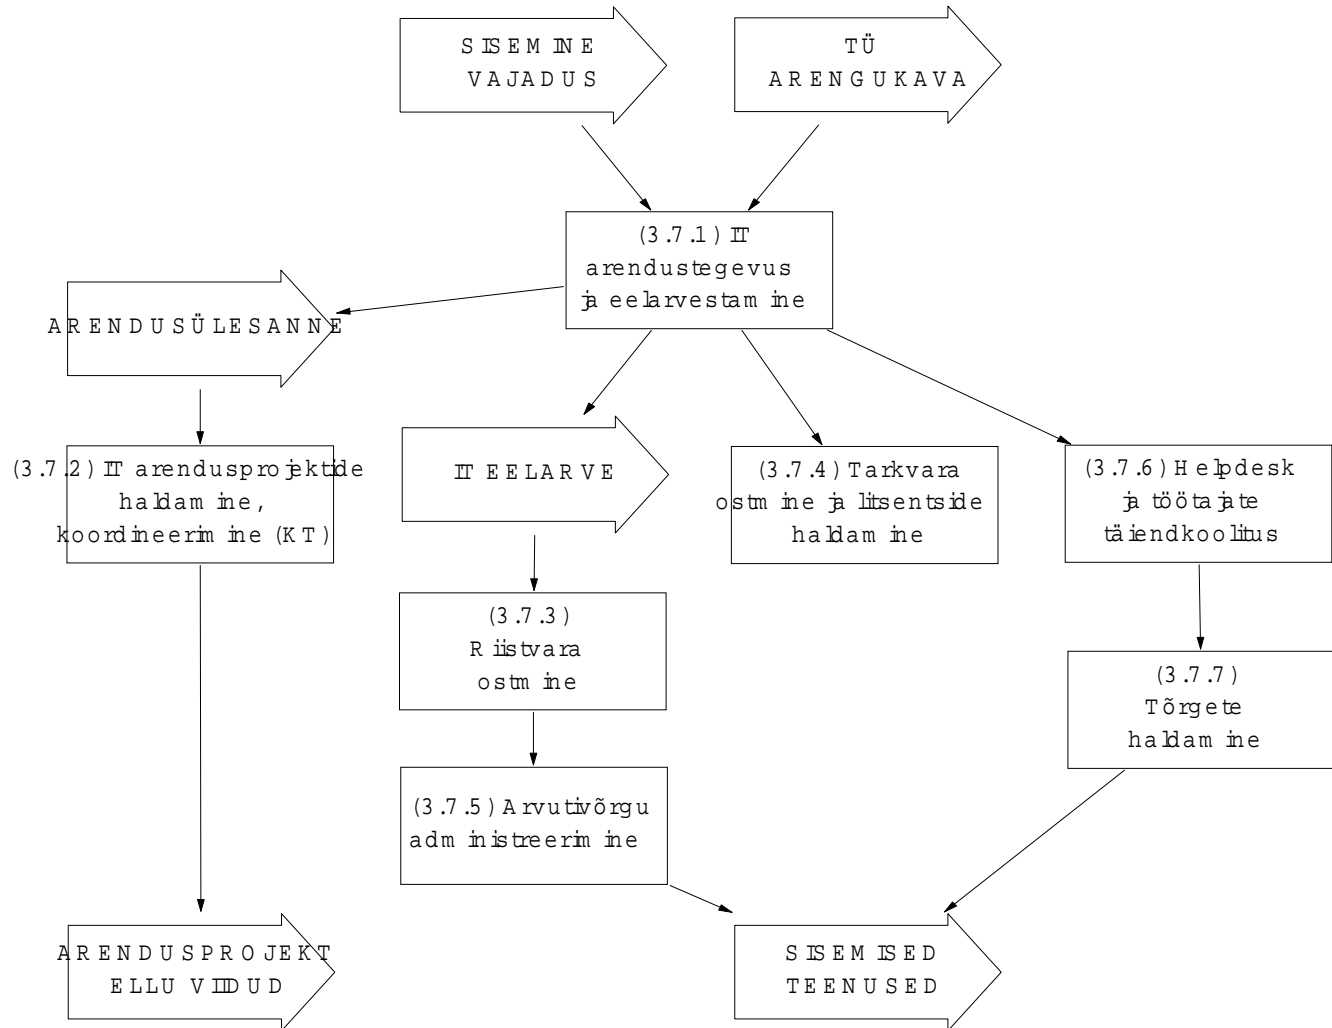 SISEMINE
VAJADUS
TÜ
ARENGUKAVA
(3.7.1) IT
arendustegevus
ja eelarvestamine
ARENDUSÜLESANNE
(3.7.2) IT arendusprojektide
haldamine,
koordineerimine (KT)
IT EELARVE
(3.7.4) Tarkvara
ostmine ja litsentside
haldamine
(3.7.6) Helpdesk
ja töötajate
täiendkoolitus
(3.7.3)
Riistvara
ostmine
(3.7.7)
Tõrgete
haldamine
(3.7.5) Arvutivõrgu
administreerimine
ARENDUSPROJEKT
ELLU VIIDUD
SISEMISED
TEENUSED